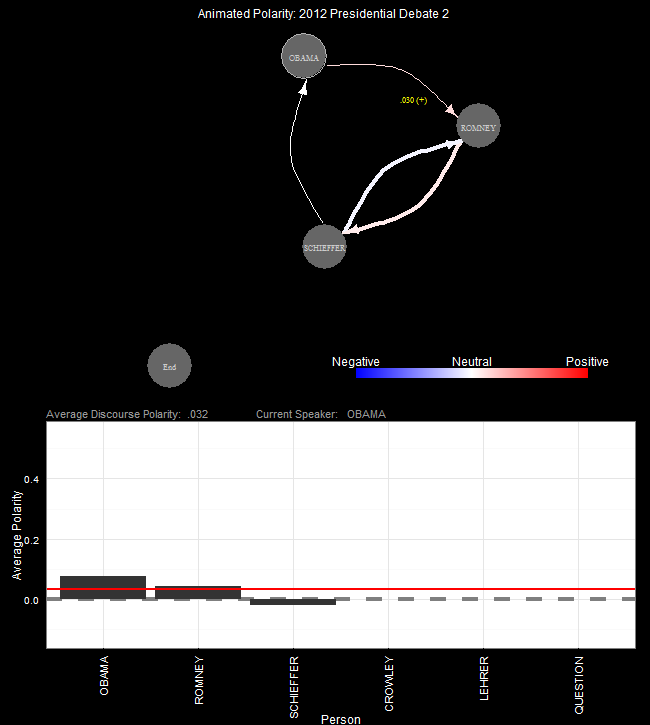 Animated Polarity: 2012 Presidential Debate 2
OBAMA
.030 (+)
ROMNEY
SCHIEFFER
End
Negative Neutral Positive
Average Discourse Polarity: .032 Current Speaker: OBAMA
Average Polarity
0.4
0.2
0.0
OBAMA ROMNEY SCHIEFFER CROWLEY LEHRER QUESTION
Person